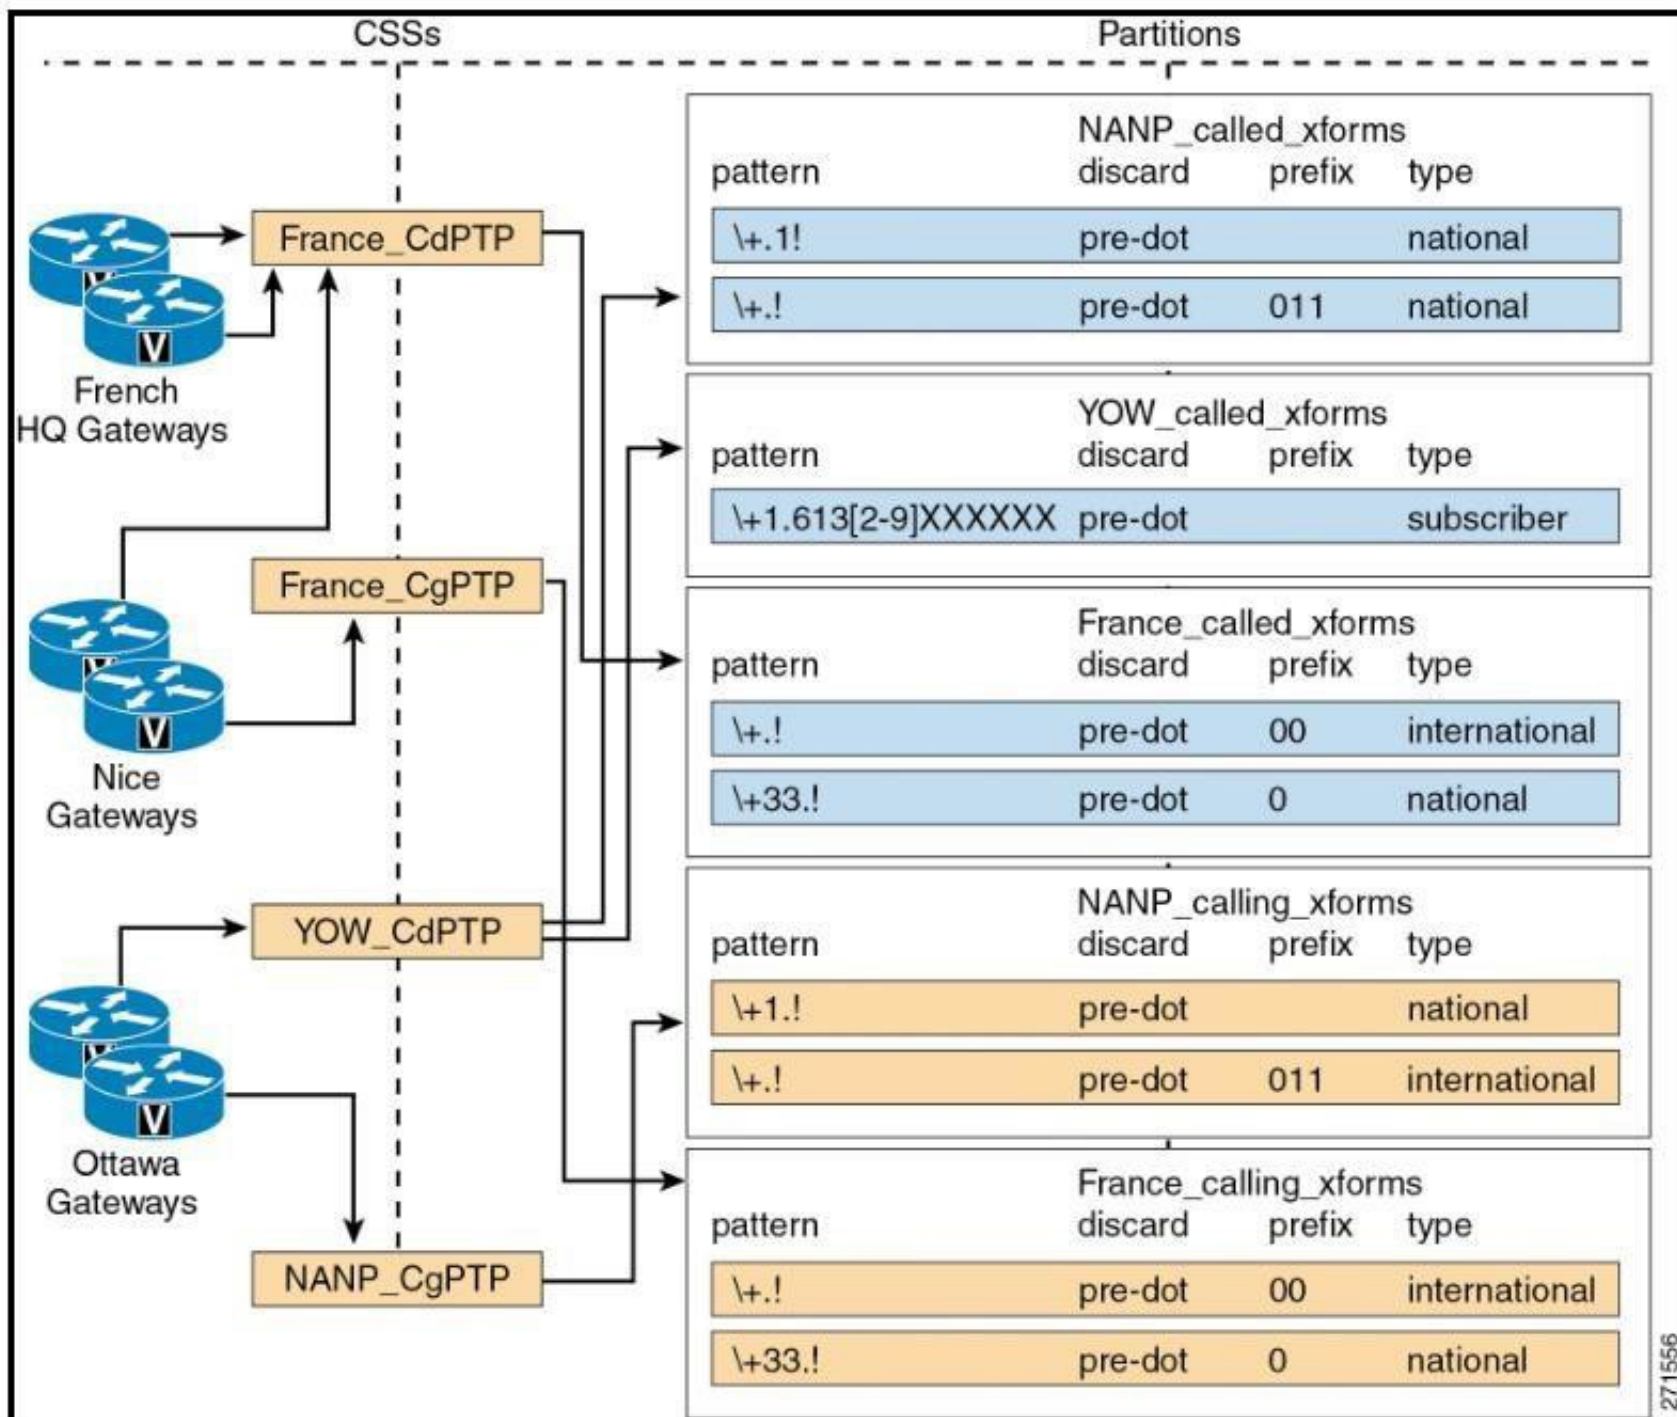 CSSs Partitions
NANP_called_xforms
pattern discard prefix type
\+.1! pre-dot national
\+.! pre-dot 011 national
YOW_called_xforms
pattern discard prefix type
\+1.613[2-9]XXXXXX pre-dot subscriber
France_called_xforms
pattern discard prefix type
\+.! pre-dot 00 international
\+33.! pre-dot 0 national
NANP_calling_xforms
pattern discard prefix type
\+1.! pre-dot national
\+.! pre-dot 011 international
France_calling_xforms
pattern discard prefix type
\+.! pre-dot 00 international
\+33.! pre-dot 0 national
France_CdPTP
V
V
French
HQ Gateways
France_CgPTP
V
V
Nice
Gateways
YOW_CdPTP
V
V
Ottawa
Gateways
NANP_CgPTP
271556